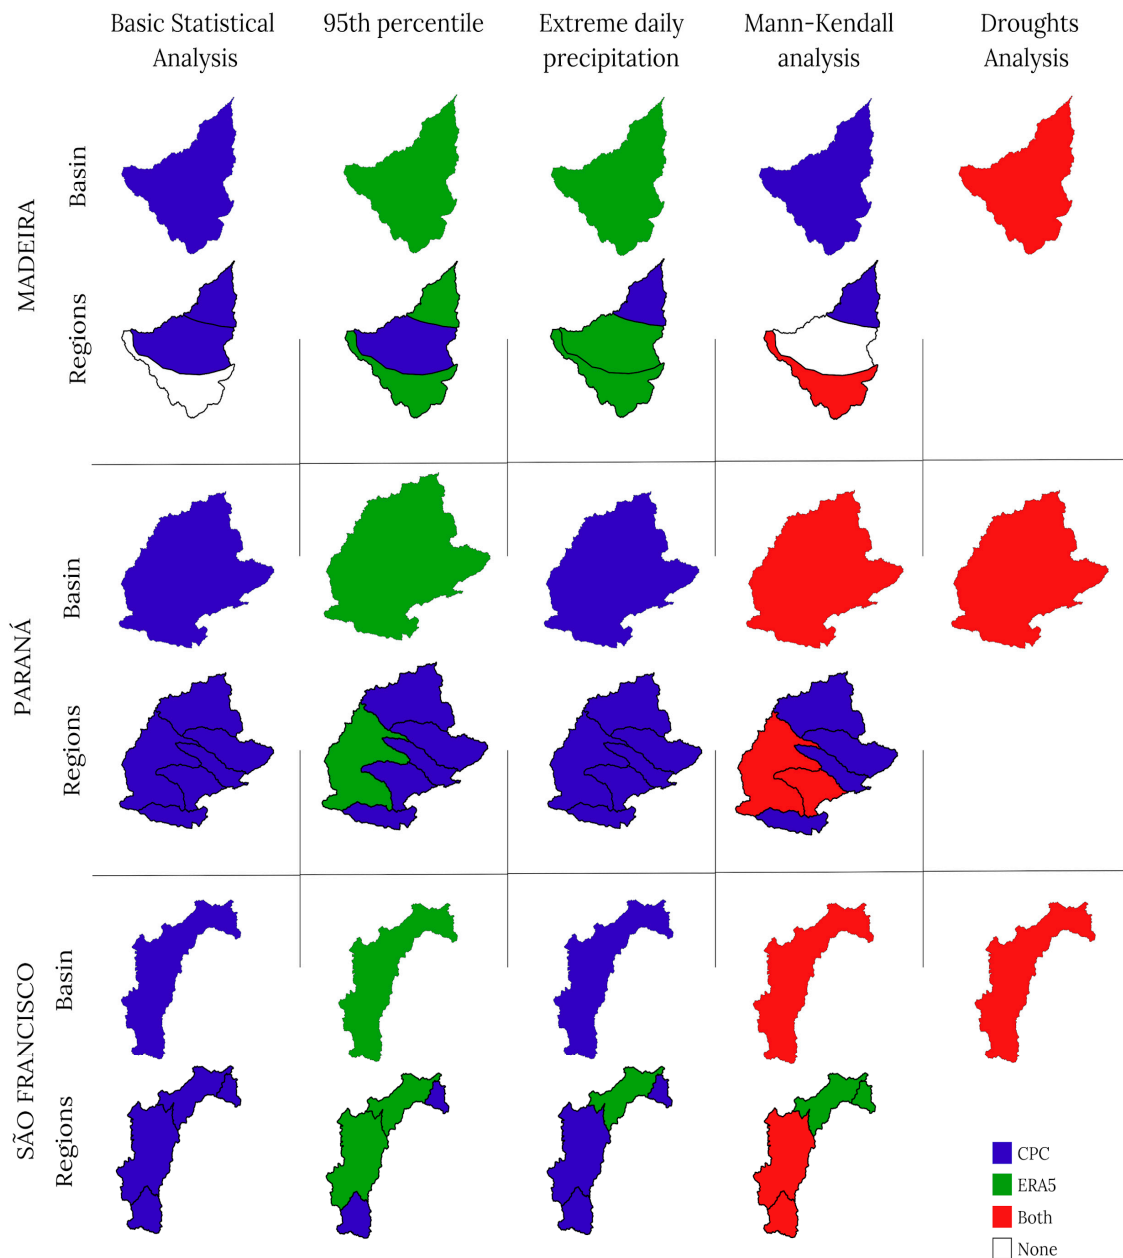 Basic Statistical
Analysis
95th percentile
Extreme daily
precipitation
Mann-Kendall
analysis
Droughts
Analysis
MADEIRA
Basin
Regions
PARANÁ
Basin
Regions
SÃO FRANCISCO
Basin
Regions
CPC
ERA5
Both
None